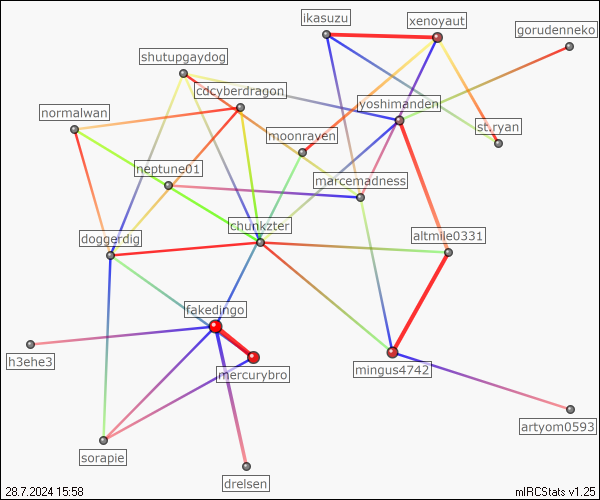 ikasuzu
xenoyaut
gorudenneko
shutupgaydog
cdcyberdragon
yoshimanden
normalwan
moonraven
st.ryan
neptune01
marcemadness
chunkzter
doggerdig
altmile0331
fakedingo
h3ehe3
mercurybro
mingus4742
artyom0593
sorapie
drelsen
28.7.2024 15:58
mIRCStats v1.25